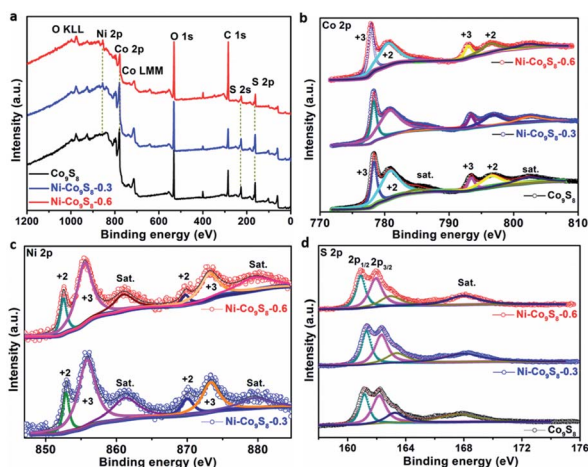 a
O KLL
Ni 2p
Co 2p
Co LMM
O 1s
C 1s
S 2s
S 2p
Intensity (a.u.)
Co₉S₈
Ni-Co₉S₈-0.3
Ni-Co₉S₈-0.6
1200 1000 800 600 400 200 0
Binding energy (eV)
b
Co 2p
+3
+2
+3
+2
Ni-Co₉S₈-0.6
Ni-Co₉S₈-0.3
+3
+2
sat.
+3
+2
sat.
Co₉S₈
Intensity (a.u.)
770 780 790 800 810
Binding energy (eV)
c
Ni 2p
+2
+3
Sat.
+2
+3
Sat.
Ni-Co₉S₈-0.6
+2
+3
Sat.
+2
+3
Sat.
Ni-Co₉S₈-0.3
Intensity (a.u.)
850 860 870 880
Binding energy (eV)
d
S 2p
2p1/2
2p3/2
Sat.
Ni-Co₉S₈-0.6
Ni-Co₉S₈-0.3
Co₉S₈
Intensity (a.u.)
160 164 168 172 176
Binding energy (eV)